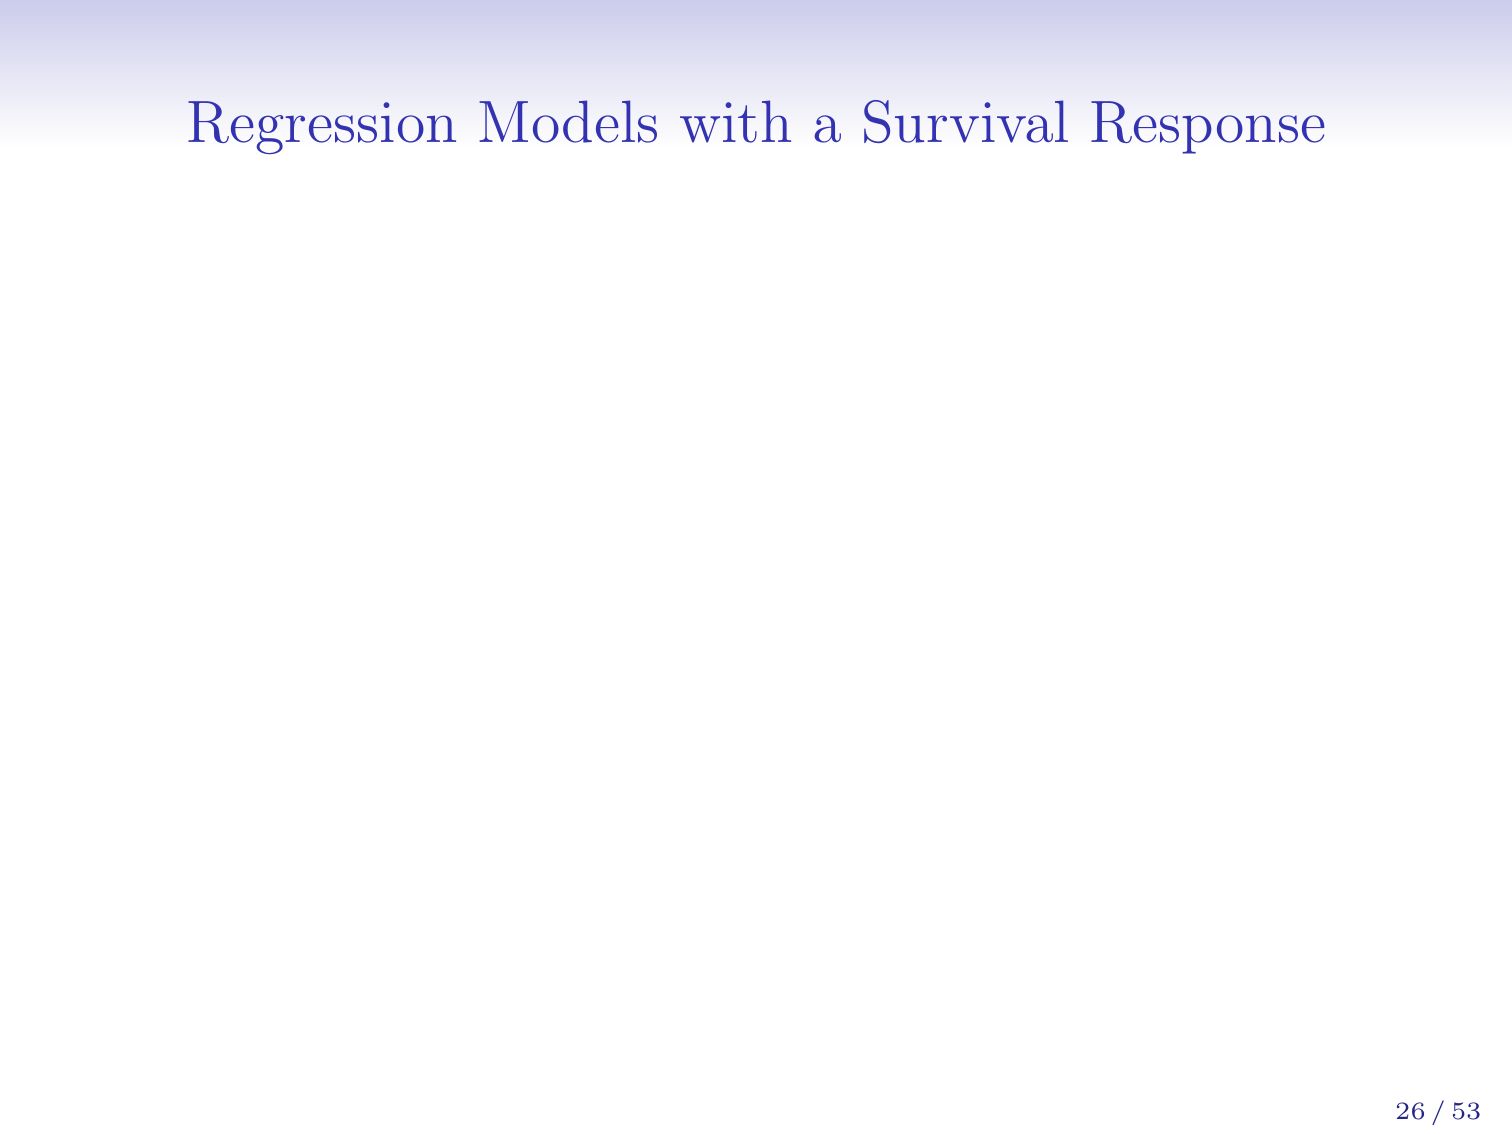 Regression Models with a Survival Response
26 / 53